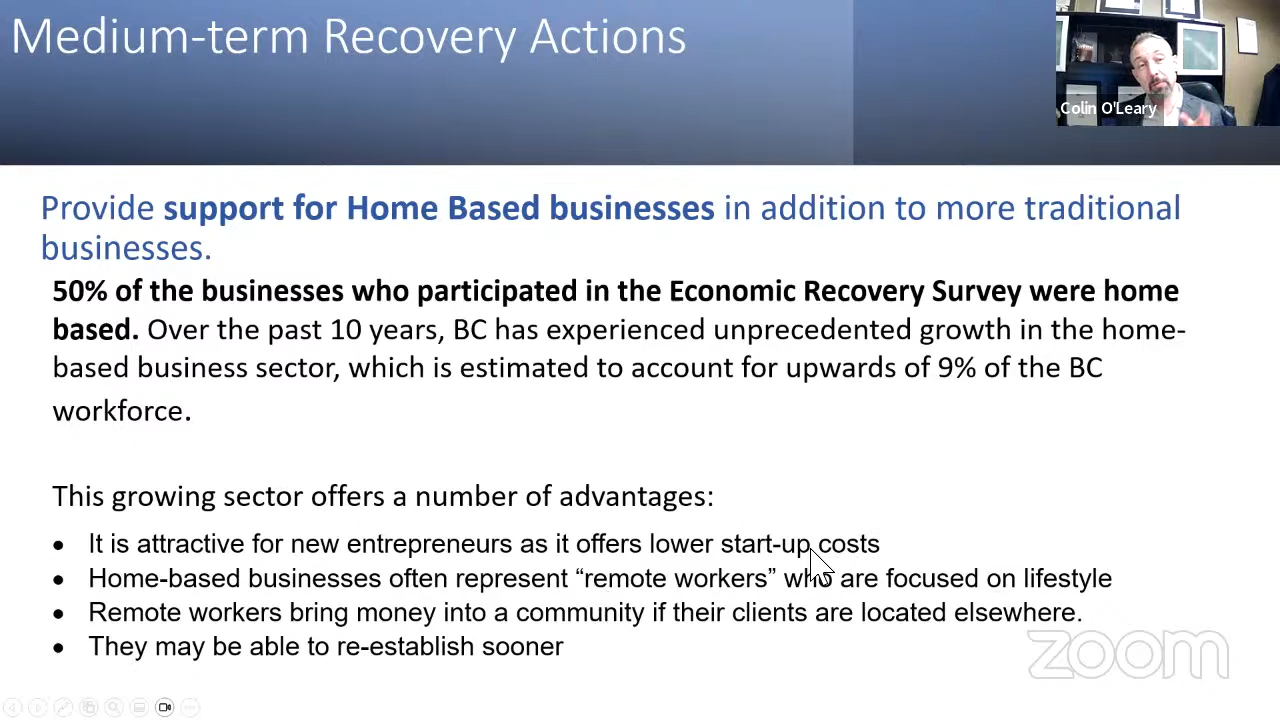 Medium-term Recovery Actions
Colin O'Leary
Provide support for Home Based businesses in addition to more traditional
businesses.
50% of the businesses who participated in the Economic Recovery Survey were home
based. Over the past 10 years, BC has experienced unprecedented growth in the home-
based business sector, which is estimated to account for upwards of 9% of the BC
workforce.
This growing sector offers a number of advantages:
• It is attractive for new entrepreneurs as it offers lower start-up costs
• Home-based businesses often represent “remote workers” who are focused on lifestyle
• Remote workers bring money into a community if their clients are located elsewhere.
• They may be able to re-establish sooner
zoom